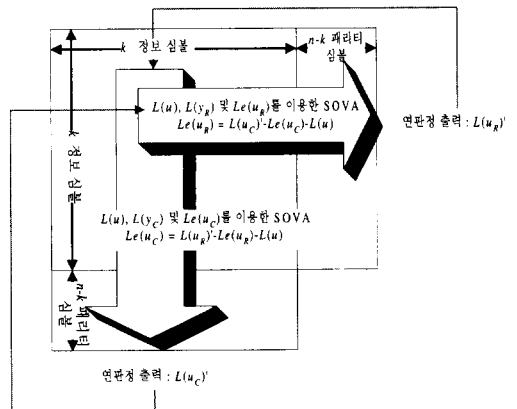 k 정보 심볼
n-k 패리티
심볼
L(u), L(y_R) 및 Le(u_R)를 이용한 SOVA
Le(u_R) = L(u_C)'-Le(u_C)-L(u)
연판정 출력 : L(u_R)'
k 정보 심볼
L(u), L(y_C) 및 Le(u_C)를 이용한 SOVA
Le(u_C) = L(u_R)'-Le(u_R)-L(u)
n-k 패리티
심볼
연판정 출력 : L(u_C)'